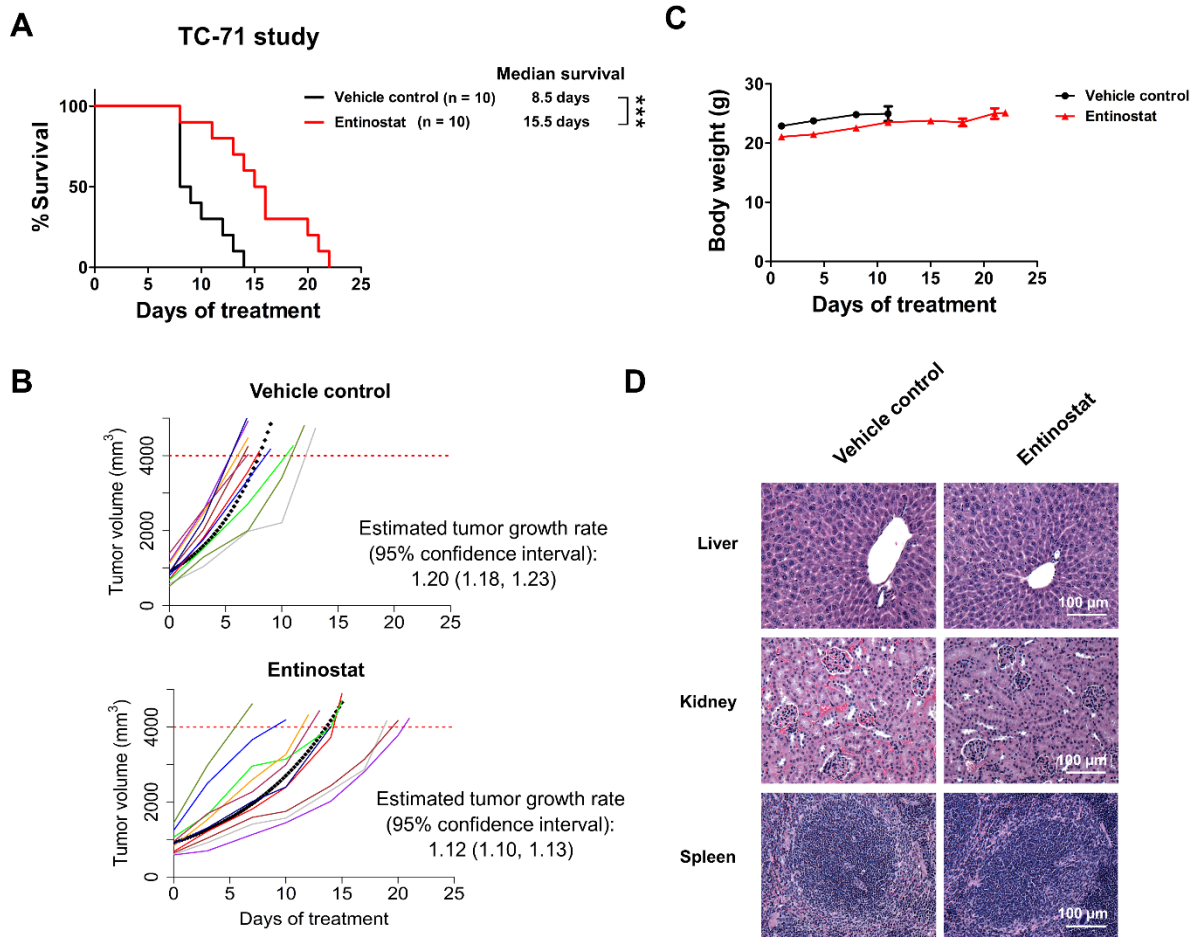 A
TC-71 study
Median survival
Vehicle control (n = 10) 8.5 days
Entinostat (n = 10) 15.5 days
***
% Survival
100
50
0
0 5 10 15 20 25
Days of treatment
B
Vehicle control
Tumor volume (mm³)
4000
2000
0
Estimated tumor growth rate
(95% confidence interval):
1.20 (1.18, 1.23)
0 5 10 15 20 25
Entinostat
Tumor volume (mm³)
4000
2000
0
Estimated tumor growth rate
(95% confidence interval):
1.12 (1.10, 1.13)
0 5 10 15 20 25
Days of treatment
C
Body weight (g)
30
20
10
0
0 5 10 15 20 25
Days of treatment
Vehicle control
Entinostat
D
Vehicle control
Entinostat
Liver
100 µm
Kidney
100 µm
Spleen
100 µm